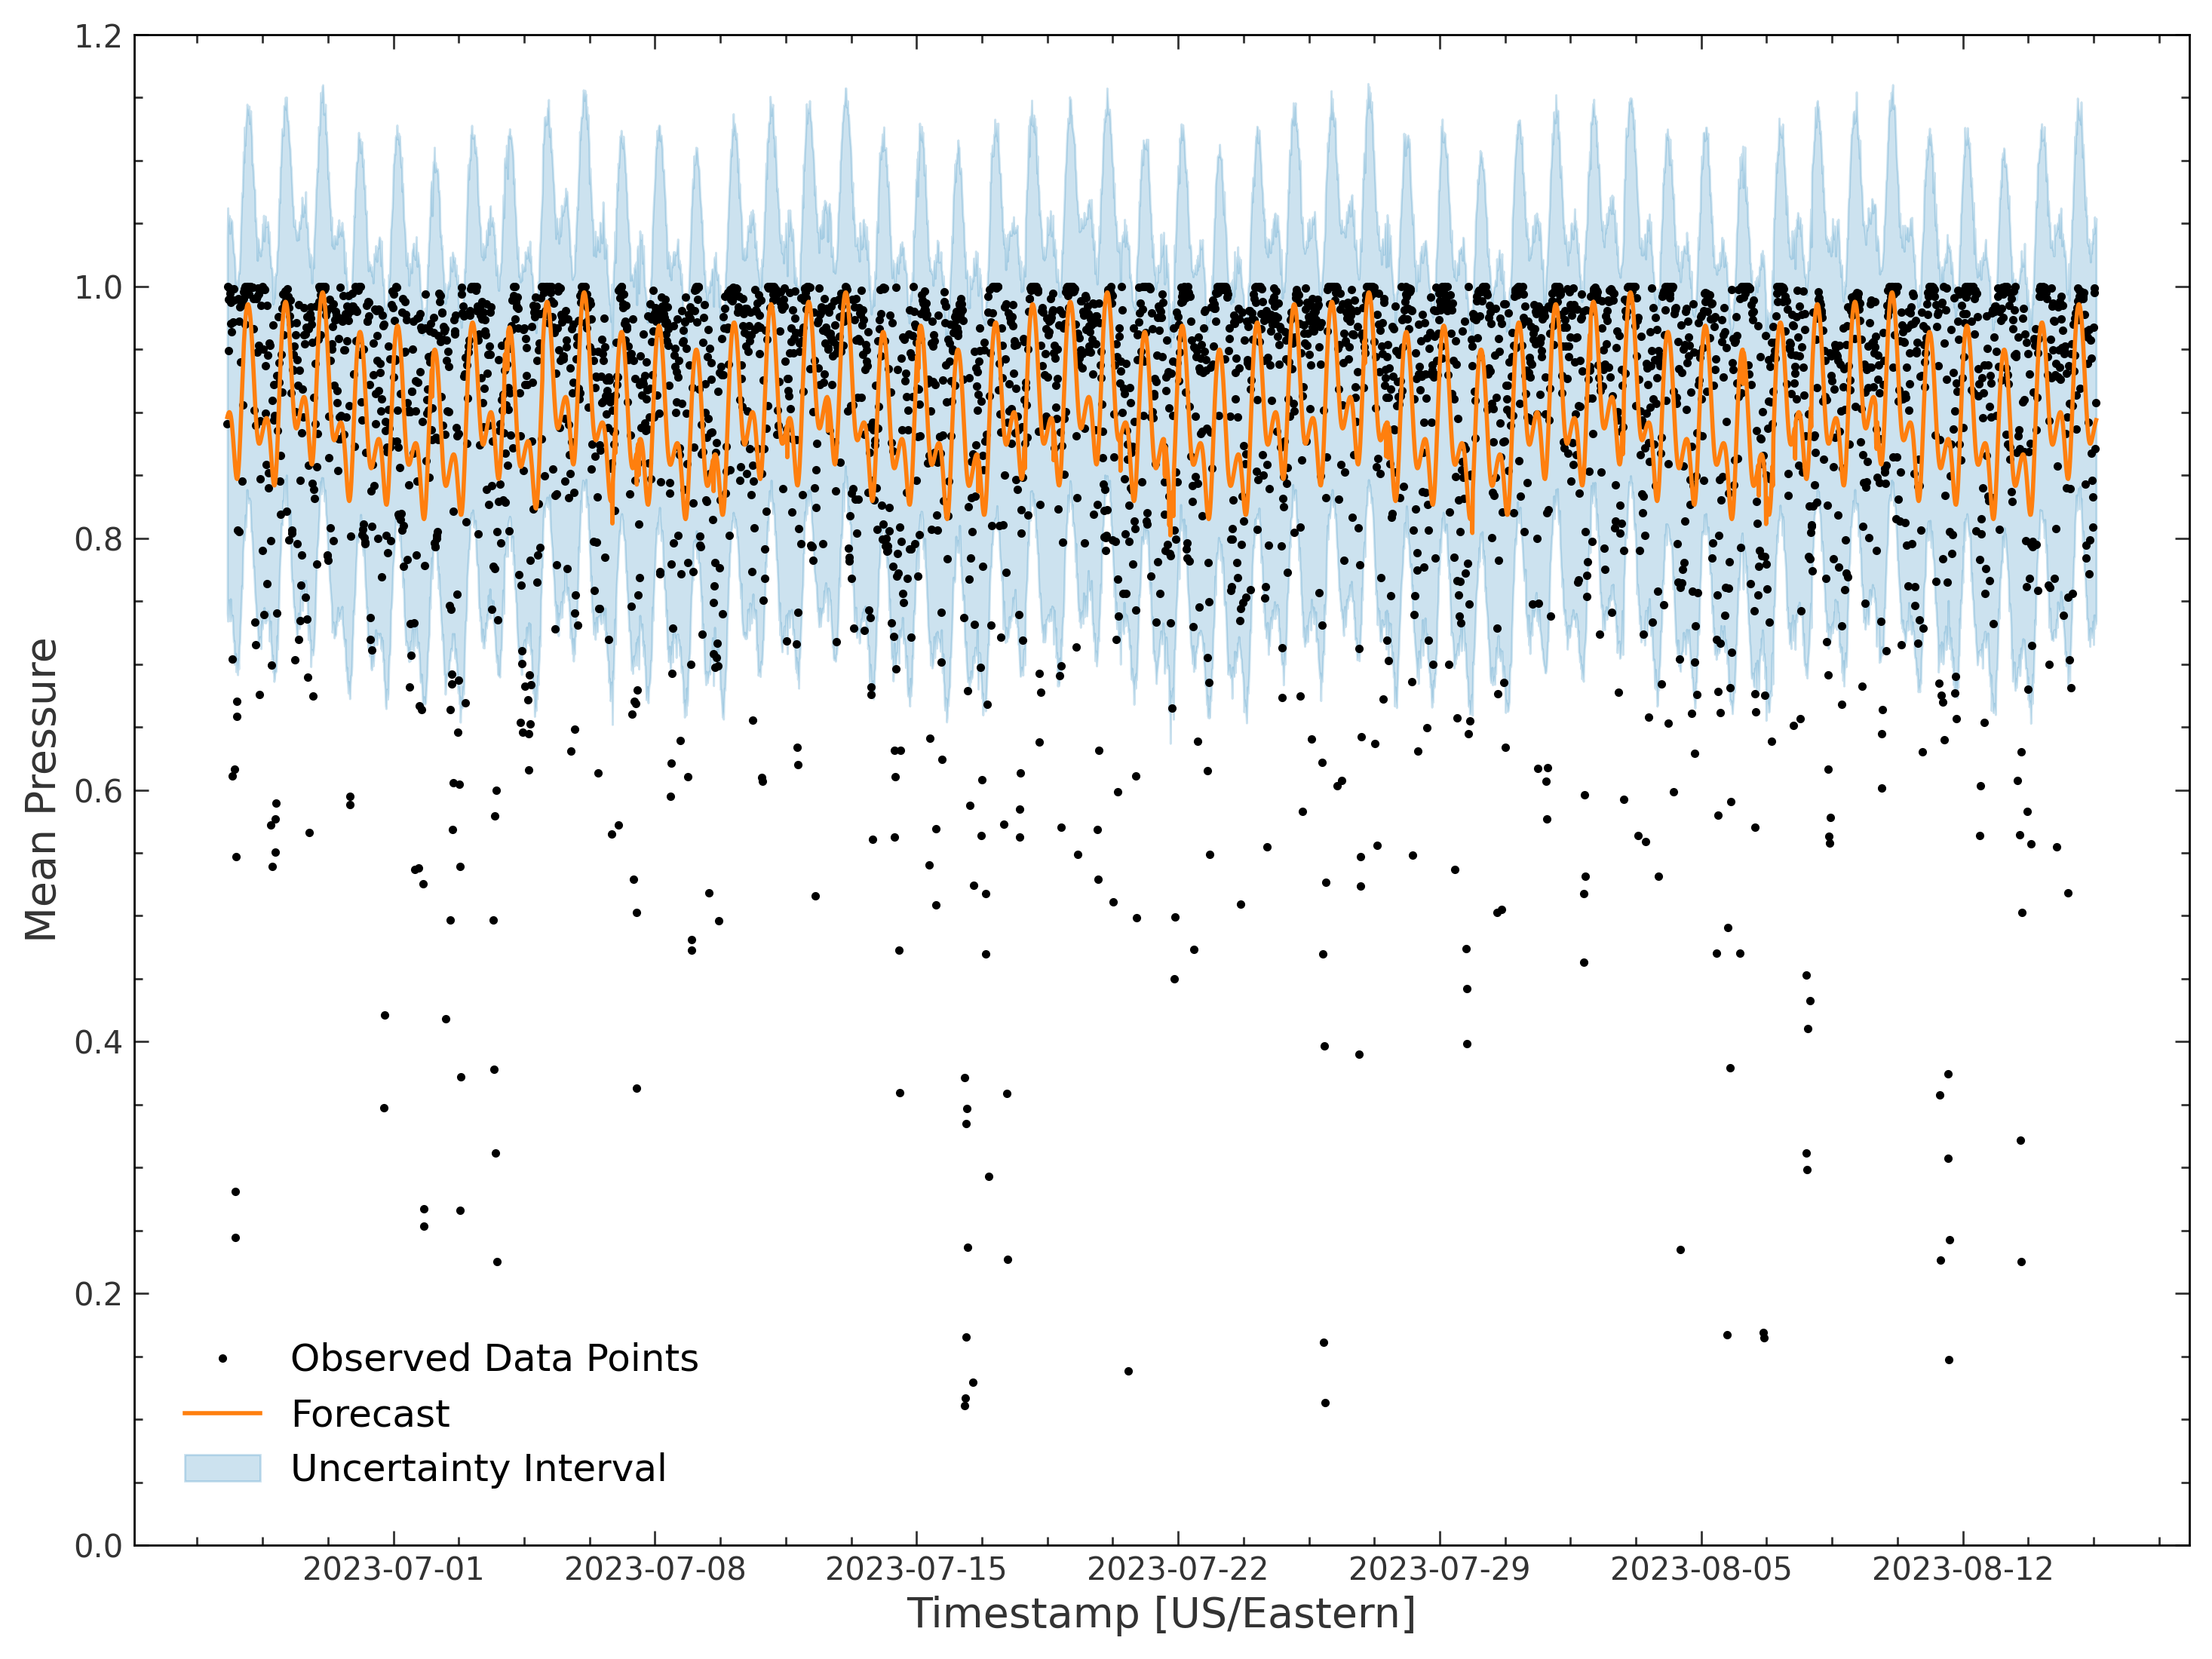 1.2
1.0
0.8
0.6
0.4
0.2
0.0
Mean Pressure
Observed Data Points
Forecast
Uncertainty Interval
2023-07-01 2023-07-08 2023-07-15 2023-07-22 2023-07-29 2023-08-05 2023-08-12
Timestamp [US/Eastern]